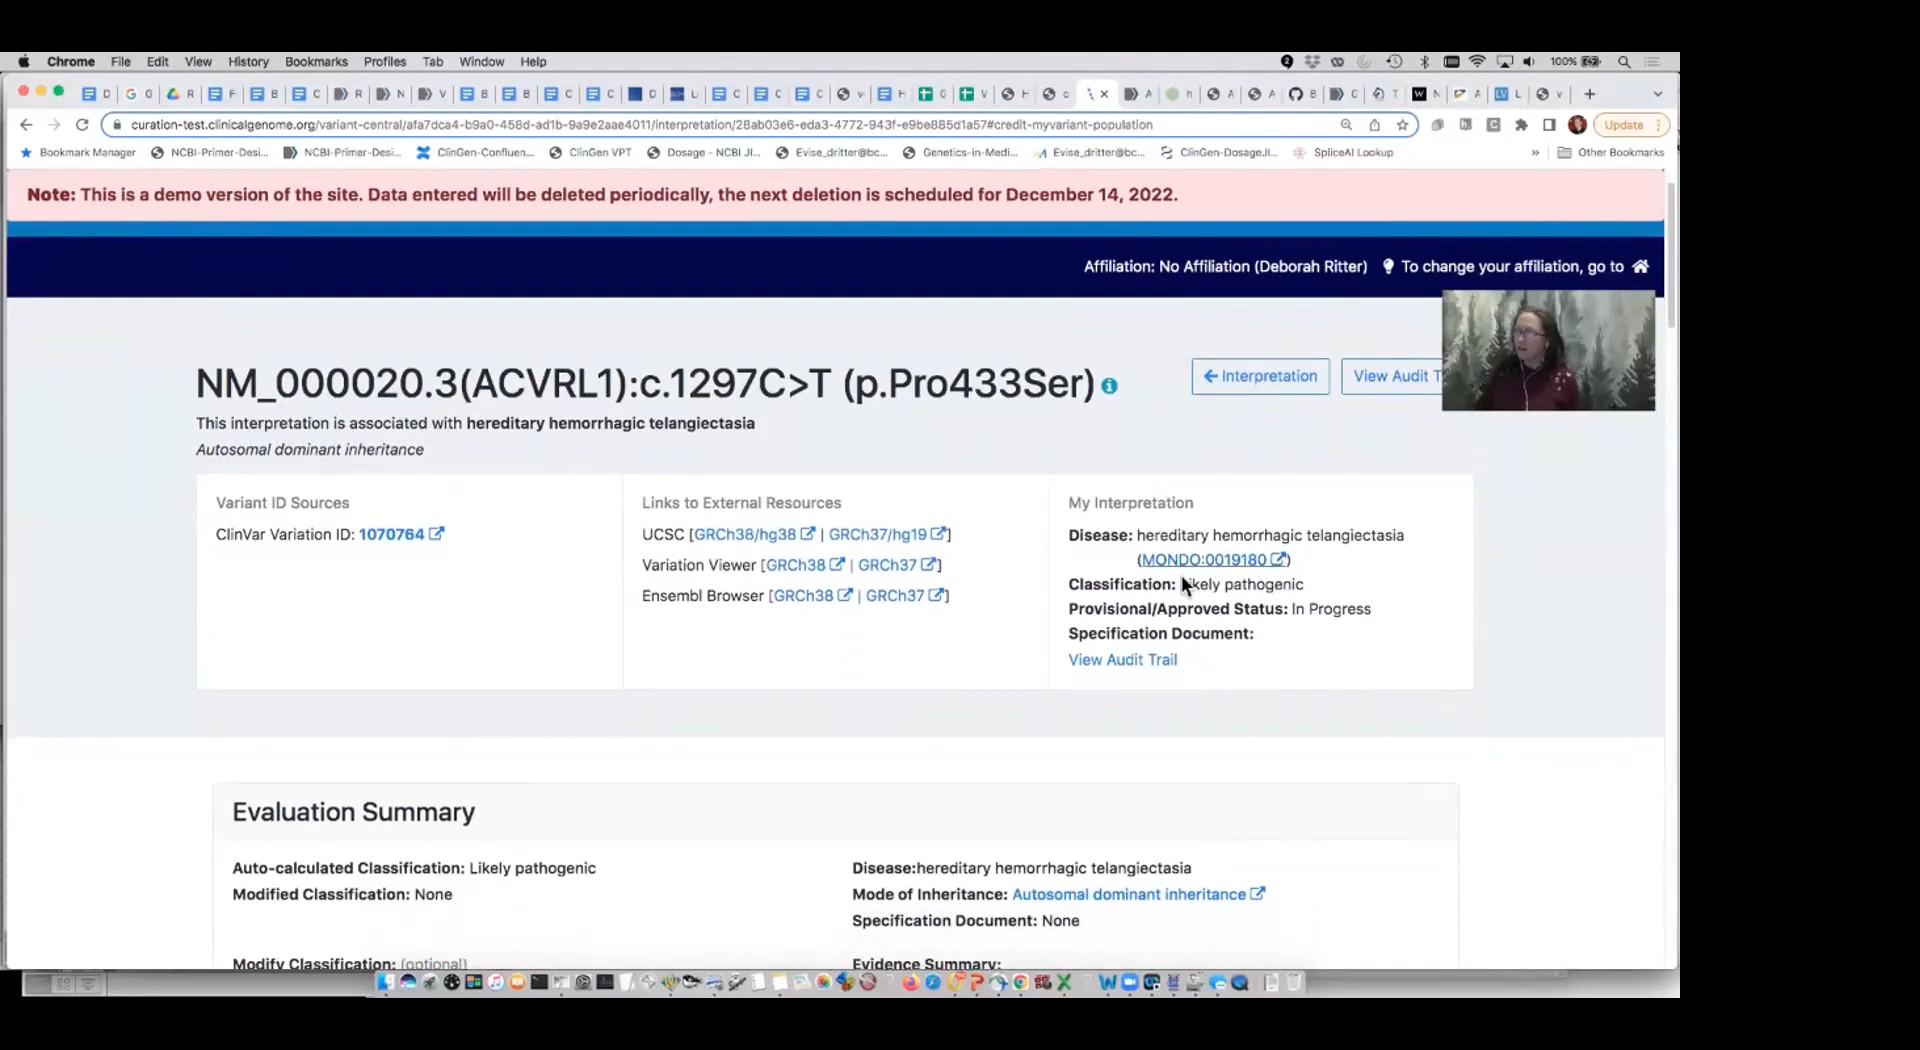 Chrome File Edit View History Bookmarks Profiles Tab Window Help 100%
curation-test.clinicalgenome.org/variant-central/afa7dca4-b9a0-458d-ad1b-9a9e2aae4011/interpretation/28ab03e6-eda3-4772-943f-e9be885d1a57#credit-myvariant-population Update
Bookmark Manager NCBI-Primer-Desi... NCBI-Primer-Desi... ClinGen-Confluen... ClinGen VPT Dosage - NCBI JI... Evise_dritter@bc... Genetics-in-Medi... Evise_dritter@bc... ClinGen-DosageJI... SpliceAI Lookup » Other Bookmarks
Note: This is a demo version of the site. Data entered will be deleted periodically, the next deletion is scheduled for December 14, 2022.
Affiliation: No Affiliation (Deborah Ritter) To change your affiliation, go to
NM_000020.3(ACVRL1):c.1297C>T (p.Pro433Ser)
Interpretation View Audit T
This interpretation is associated with hereditary hemorrhagic telangiectasia
Autosomal dominant inheritance
Variant ID Sources
ClinVar Variation ID: 1070764
Links to External Resources
UCSC [GRCh38/hg38 | GRCh37/hg19 ]
Variation Viewer [GRCh38 | GRCh37 ]
Ensembl Browser [GRCh38 | GRCh37 ]
My Interpretation
Disease: hereditary hemorrhagic telangiectasia
(MONDO:0019180 )
Classification: Likely pathogenic
Provisional/Approved Status: In Progress
Specification Document:
View Audit Trail
Evaluation Summary
Auto-calculated Classification: Likely pathogenic
Modified Classification: None
Disease:hereditary hemorrhagic telangiectasia
Mode of Inheritance: Autosomal dominant inheritance
Specification Document: None
Modify Classification: (optional)
Evidence Summary: